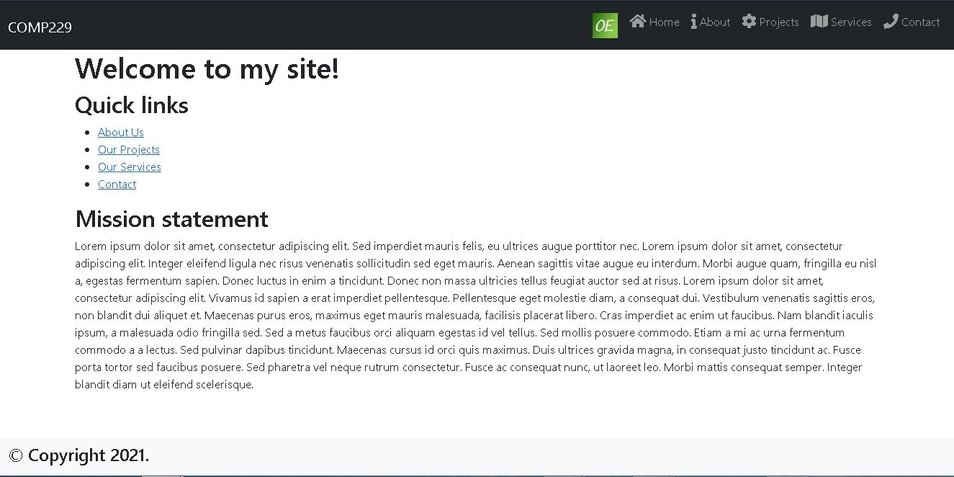 COMP229
OE Home About Projects Services Contact
Welcome to my site!
Quick links
About Us
Our Projects
Our Services
Contact
Mission statement
Lorem ipsum dolor sit amet, consectetur adipiscing elit. Sed imperdiet mauris felis, eu ultrices augue porttitor nec. Lorem ipsum dolor sit amet, consectetur
adipiscing elit. Integer eleifend ligula nec risus venenatis sollicitudin sed eget mauris. Aenean sagittis vitae augue eu interdum. Morbi augue quam, fringilla eu nisl
a, egestas fermentum sapien. Donec luctus in enim a tincidunt. Donec non massa ultricies tellus feugiat auctor sed at risus. Lorem ipsum dolor sit amet,
consectetur adipiscing elit. Vivamus id sapien a erat imperdiet pellentesque. Pellentesque eget molestie diam, a consequat dui. Vestibulum venenatis sagittis eros,
non blandit dui aliquet et. Maecenas purus eros, maximus eget mauris malesuada, facilisis placerat libero. Cras imperdiet ac enim ut faucibus. Nam blandit iaculis
ipsum, a malesuada odio fringilla sed. Sed a metus faucibus orci aliquam egestas id vel tellus. Sed mollis posuere commodo. Etiam a mi ac urna fermentum
commodo a a lectus. Sed pulvinar dapibus tincidunt. Maecenas cursus id orci quis maximus. Duis ultrices gravida magna, in consequat justo tincidunt ac. Fusce
porta tortor sed faucibus posuere. Sed pharetra vel neque rutrum consectetur. Fusce ac consequat nunc, ut laoreet leo. Morbi mattis consequat semper. Integer
blandit diam ut eleifend scelerisque.
© Copyright 2021.